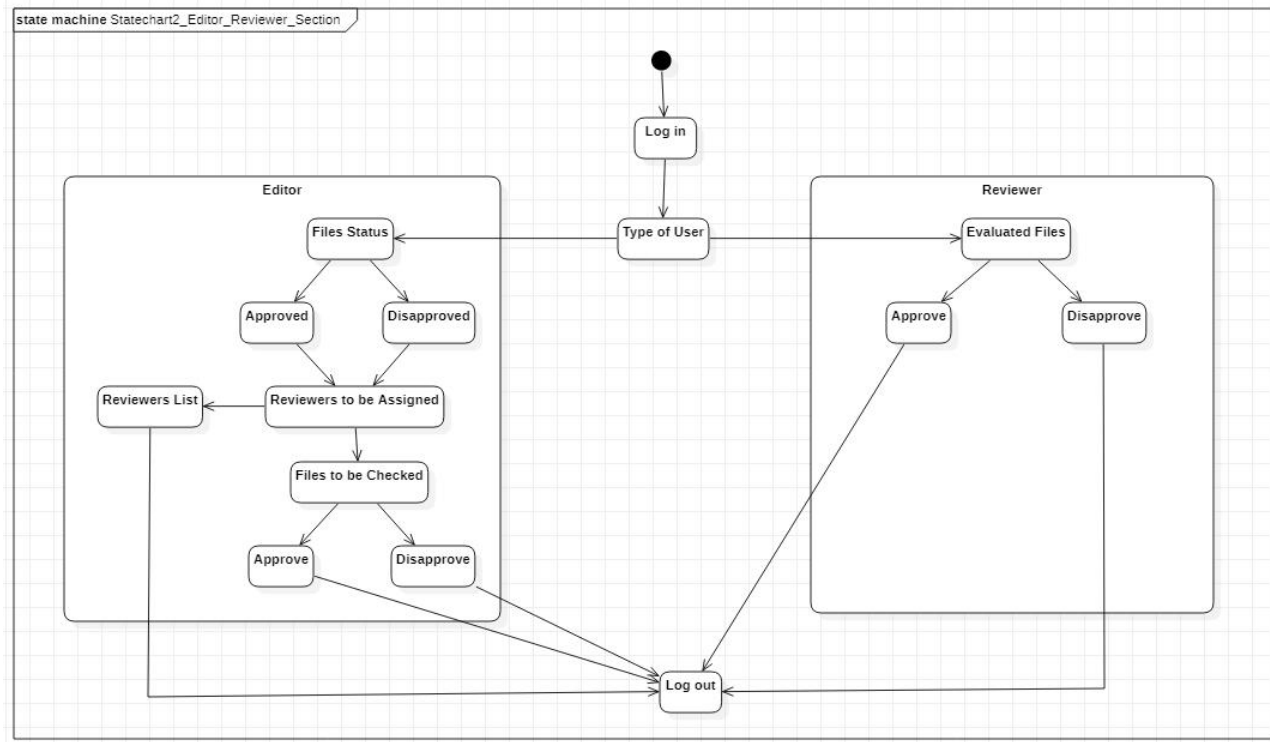 state machine Statechart2_Editor_Reviewer_Section
Log in
Editor
Reviewer
Files Status
Type of User
Evaluated Files
Approved
Disapproved
Approve
Disapprove
Reviewers List
Reviewers to be Assigned
Files to be Checked
Approve
Disapprove
Log out